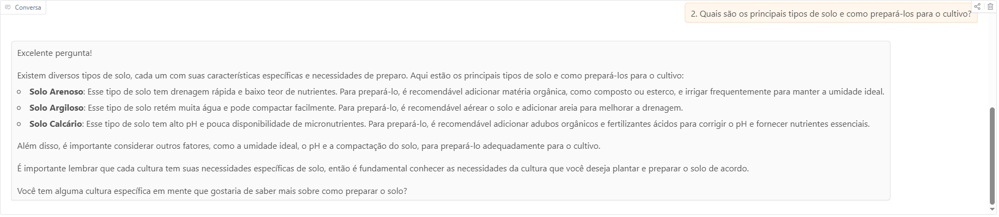 Conversa
2. Quais são os principais tipos de solo e como prepará-los para o cultivo?
Excelente pergunta!
Existem diversos tipos de solo, cada um com suas características específicas e necessidades de preparo. Aqui estão os principais tipos de solo e como prepará-los para o cultivo:
Solo Arenoso: Esse tipo de solo tem drenagem rápida e baixo teor de nutrientes. Para prepará-lo, é recomendável adicionar matéria orgânica, como composto ou esterco, e irrigar frequentemente para manter a umidade ideal.
Solo Argiloso: Esse tipo de solo retém muita água e pode compactar facilmente. Para prepará-lo, é recomendável aérear o solo e adicionar areia para melhorar a drenagem.
Solo Calcário: Esse tipo de solo tem alto pH e pouca disponibilidade de micronutrientes. Para prepará-lo, é recomendável adicionar adubos orgânicos e fertilizantes ácidos para corrigir o pH e fornecer nutrientes essenciais.
Além disso, é importante considerar outros fatores, como a umidade ideal, o pH e a compactação do solo, para prepará-lo adequadamente para o cultivo.
É importante lembrar que cada cultura tem suas necessidades específicas de solo, então é fundamental conhecer as necessidades da cultura que você deseja plantar e preparar o solo de acordo.
Você tem alguma cultura específica em mente que gostaria de saber mais sobre como preparar o solo?